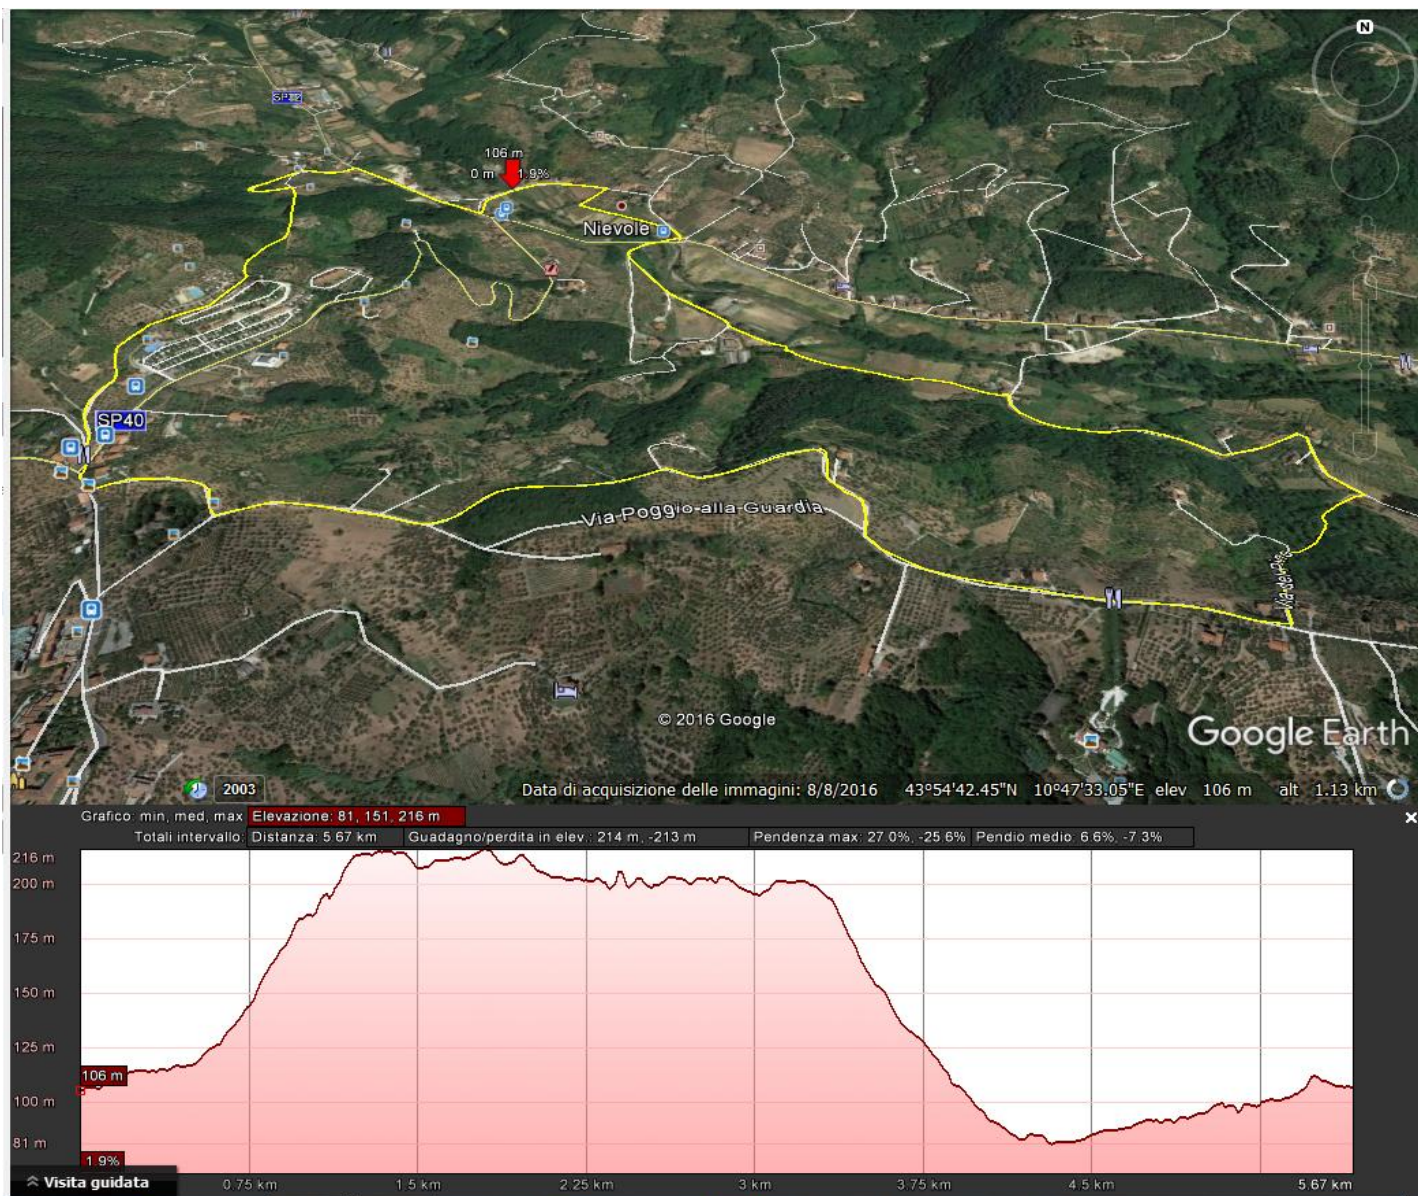 N
SP22
106 m
0 m 1.9%
Nievole
SP40
Via Poggio alla Guardia
© 2016 Google
Google Earth
2003
Data di acquisizione delle immagini: 8/8/2016 43°54'42.45"N 10°47'33.05"E elev 106 m alt 1.13 km
Grafico: min, med, max Elevazione: 81, 151, 216 m
Totali intervallo: Distanza: 5.67 km Guadagno/perdita in elev.: 214 m, -213 m Pendenza max: 27.0%, -25.6% Pendio medio: 6.6%, -7.3%
216 m
200 m
175 m
150 m
125 m
106 m
100 m
81 m
1.9%
Visita guidata
0.75 km 1.5 km 2.25 km 3 km 3.75 km 4.5 km 5.67 km